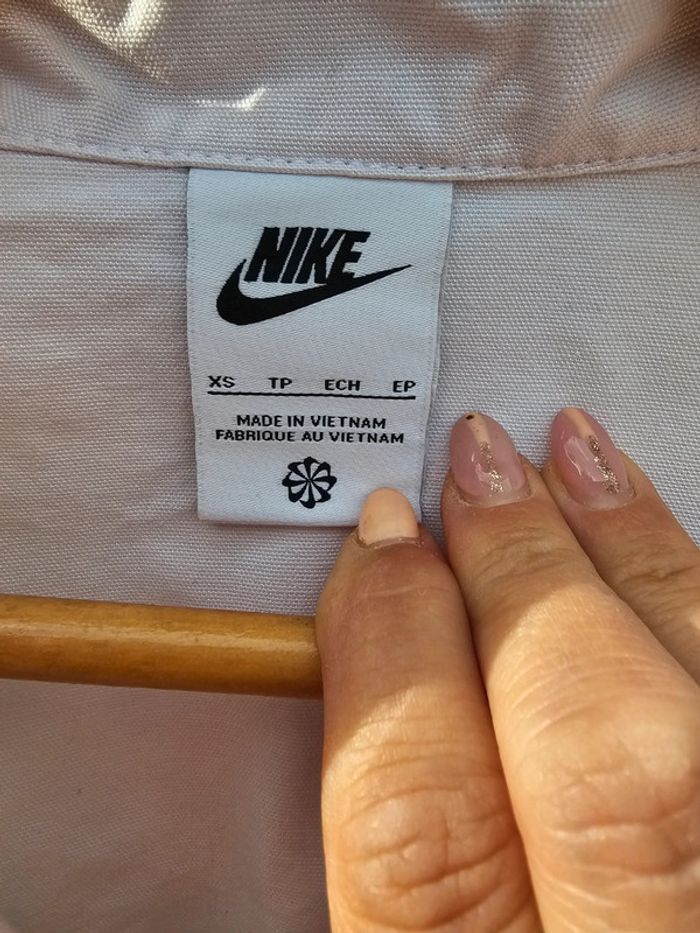 NIKE
XS TP ECH EP
MADE IN VIETNAM
FABRIQUE AU VIETNAM